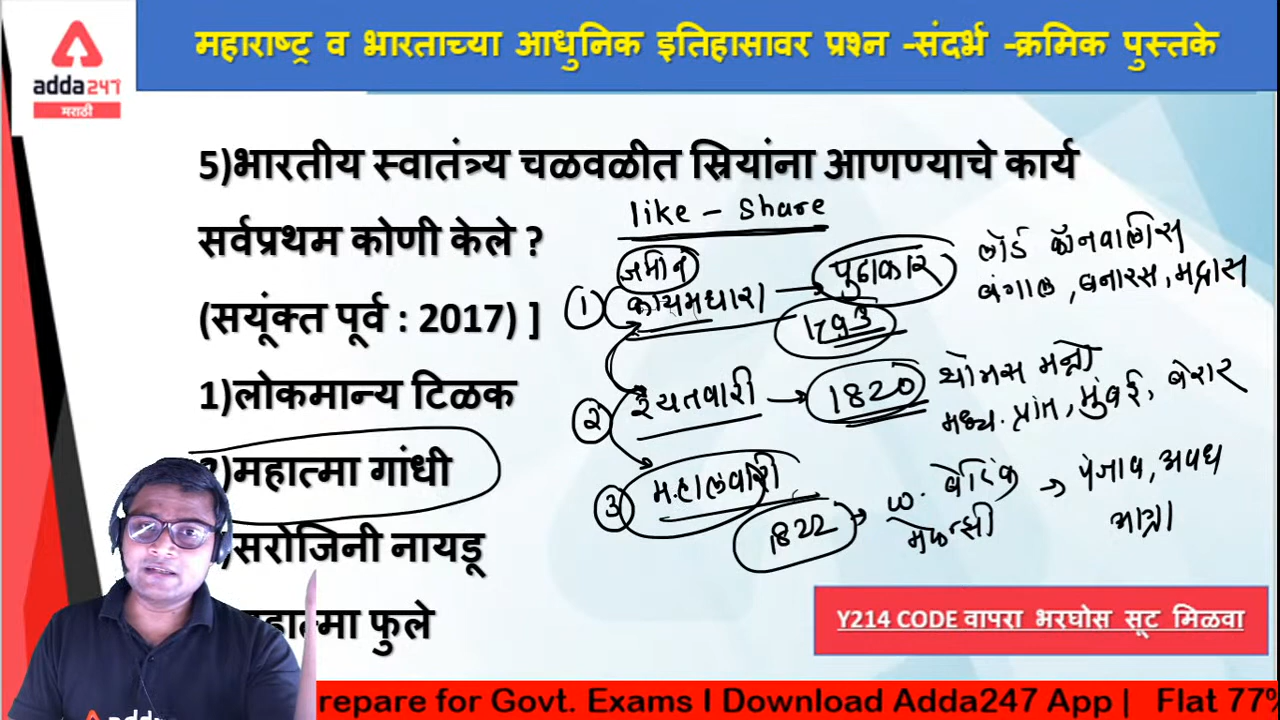 महाराष्ट्र व भारताच्या आधुनिक इतिहासावर प्रश्न -संदर्भ -क्रमिक पुस्तके
adda247
मराठी
5)भारतीय स्वातंत्र्य चळवळीत स्रियांना आणण्याचे कार्य
सर्वप्रथम कोणी केले ?
(सयूंक्त पूर्व : 2017) ]
1)लोकमान्य टिळक
)महात्मा गांधी
सरोजिनी नायडू
हात्मा फुले
like - Share
जमीन
1 कायमधारा
1793
लॉर्ड कॉनवालिस
बंगाल, बनारस, मद्रास
2 रैयतवारी → 1820
थॉमस मन्रो
मध्य. प्रांत, मुंबई, बेरार
3 महालवारी
1822
→ पंजाब, अवध
Y214 CODE वापरा भरघोस सूट मिळवा
repare for Govt. Exams I Download Adda247 App | Flat 77%